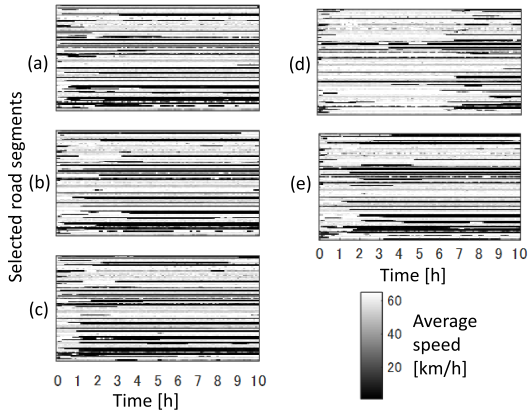 Selected road segments
(a)
(b)
(c)
0 1 2 3 4 5 6 7 8 9 10
Time [h]
(d)
(e)
0 1 2 3 4 5 6 7 8 9 10
Time [h]
60
40
20
Average
speed
[km/h]